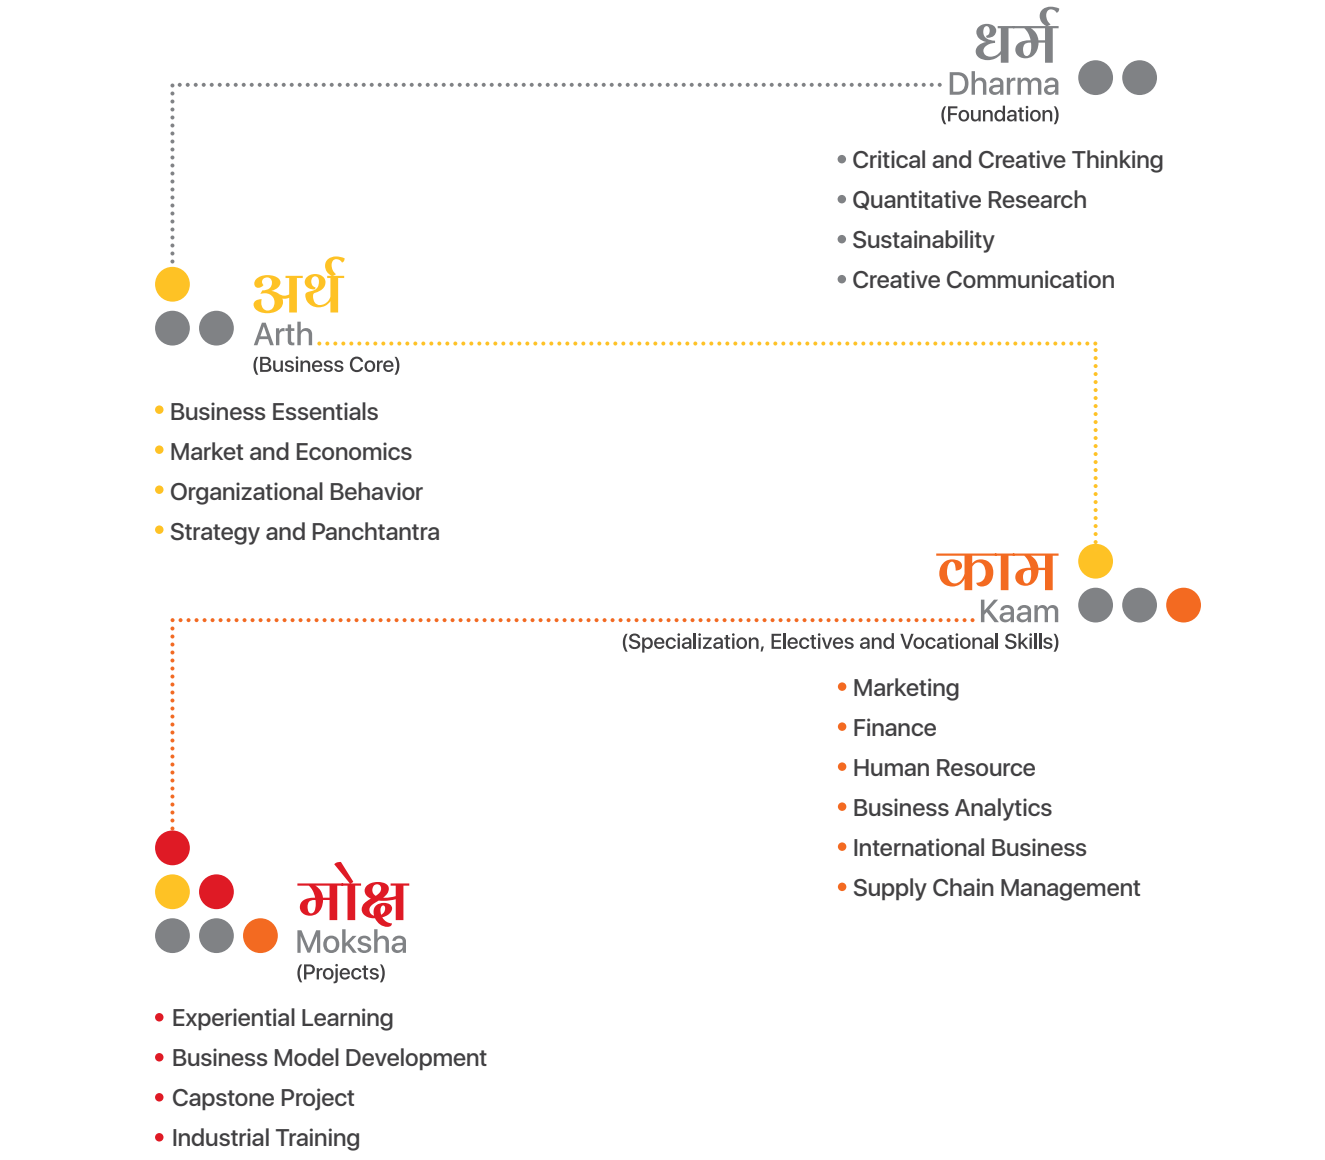 धर्म
Dharma
(Foundation)
• Critical and Creative Thinking
• Quantitative Research
• Sustainability
• Creative Communication
अर्थ
Arth
(Business Core)
• Business Essentials
• Market and Economics
• Organizational Behavior
• Strategy and Panchtantra
काम
Kaam
(Specialization, Electives and Vocational Skills)
• Marketing
• Finance
• Human Resource
• Business Analytics
• International Business
• Supply Chain Management
मोक्ष
Moksha
(Projects)
• Experiential Learning
• Business Model Development
• Capstone Project
• Industrial Training